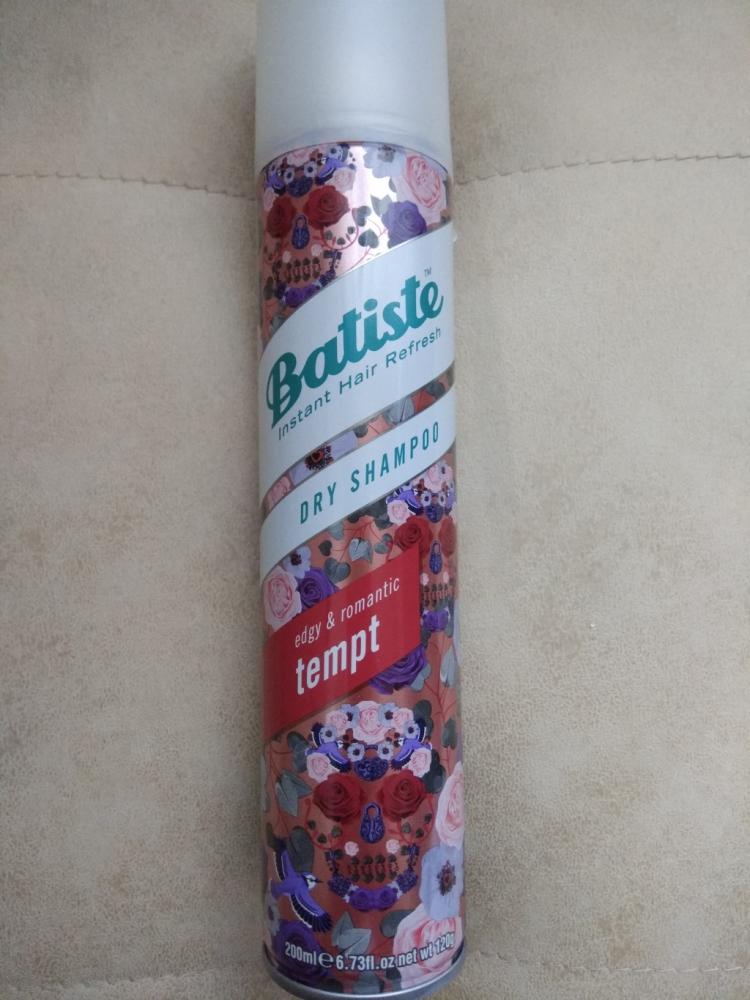 Batiste™
Instant Hair Refresh
DRY SHAMPOO
edgy & romantic
tempt
200ml℮6.73fl.oz net wt 120g